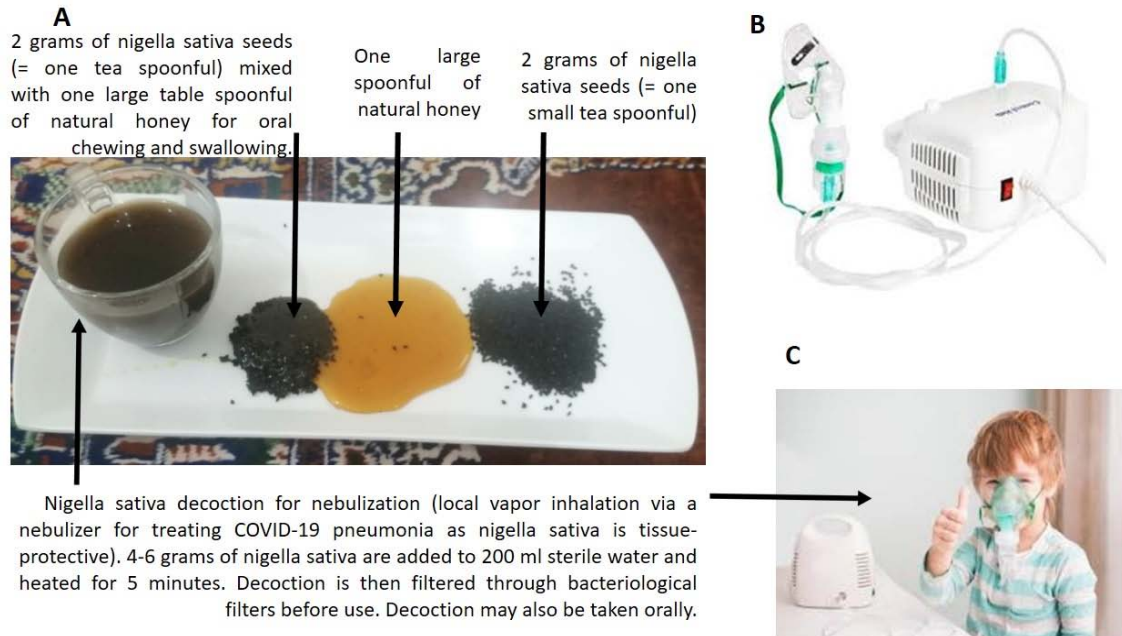 A
2 grams of nigella sativa seeds
(= one tea spoonful) mixed
with one large table spoonful
of natural honey for oral
chewing and swallowing.
One large
spoonful of
natural honey
2 grams of nigella
sativa seeds (= one
small tea spoonful)
B
C
Nigella sativa decoction for nebulization (local vapor inhalation via a
nebulizer for treating COVID-19 pneumonia as nigella sativa is tissue-
protective). 4-6 grams of nigella sativa are added to 200 ml sterile water and
heated for 5 minutes. Decoction is then filtered through bacteriological
filters before use. Decoction may also be taken orally.